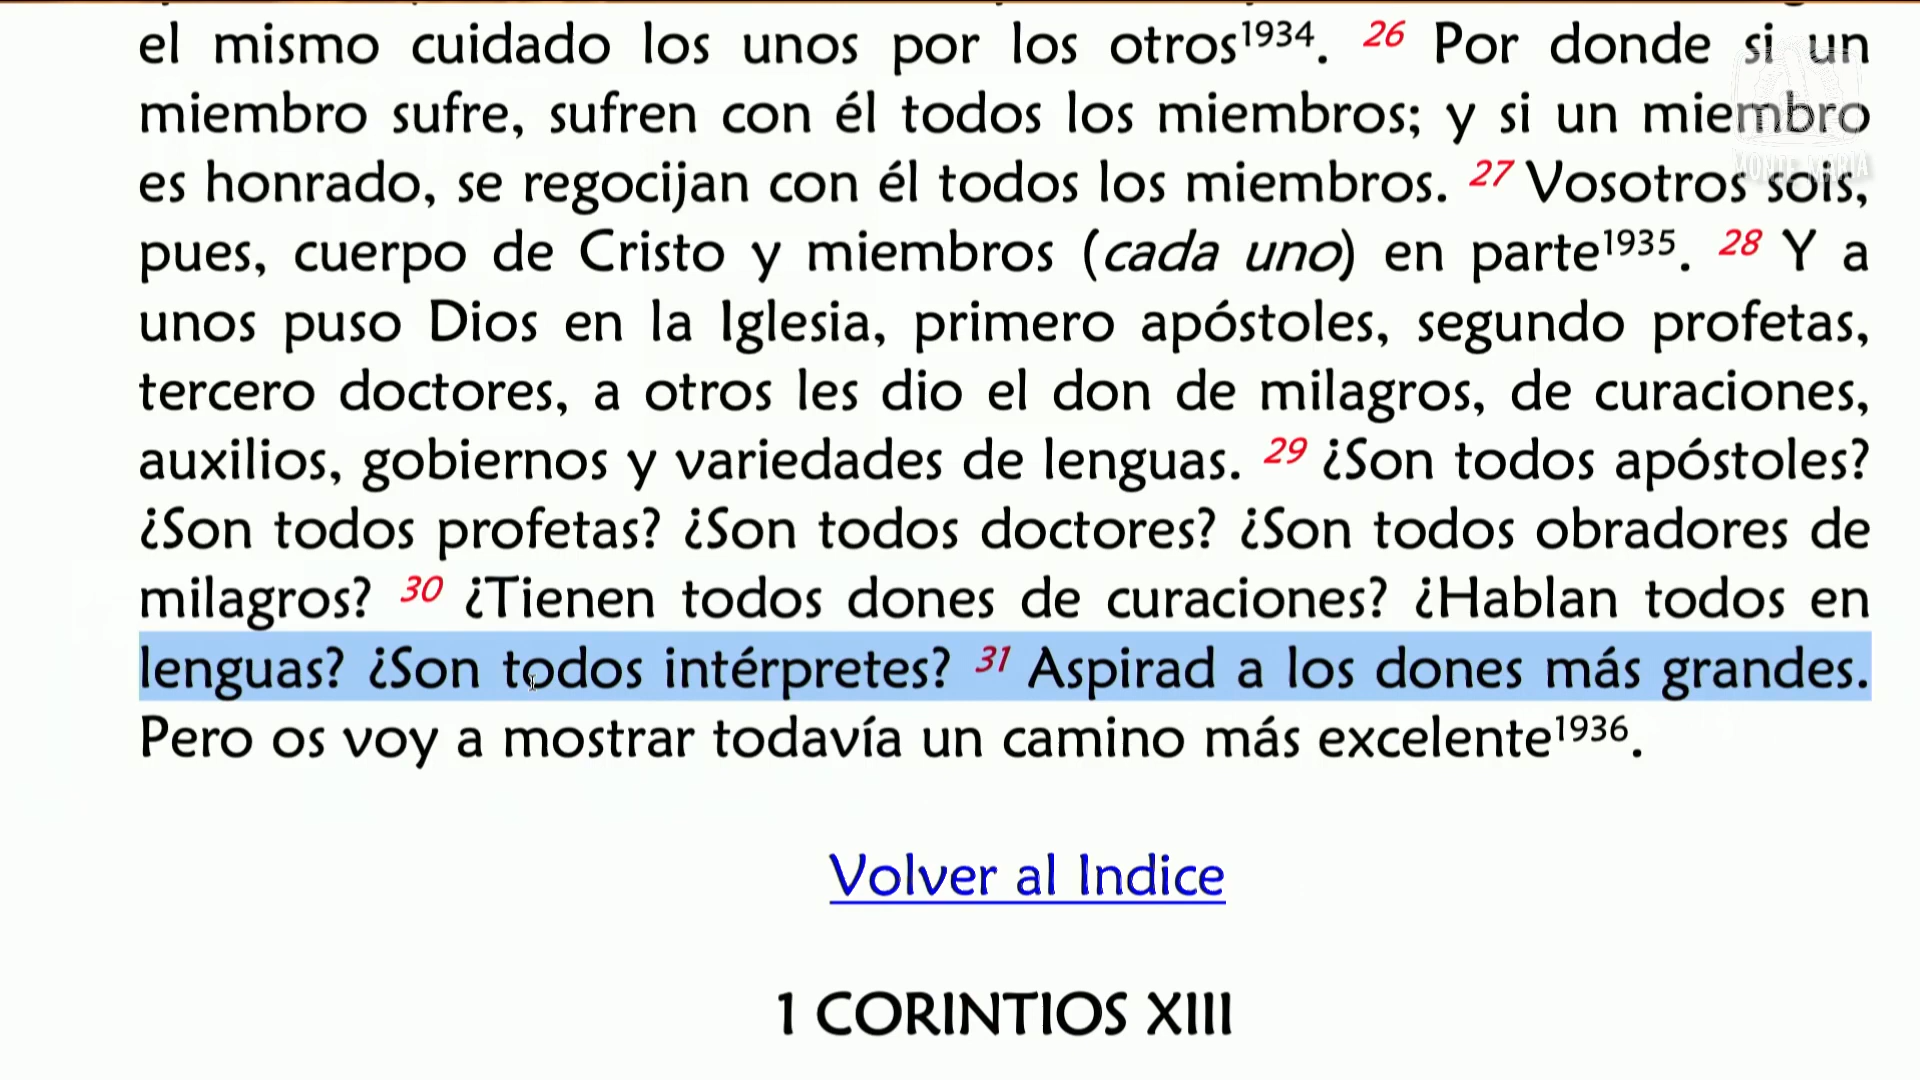 el mismo cuidado los unos por los otros¹⁹³⁴. 26 Por donde si un
miembro sufre, sufren con él todos los miembros; y si un miembro
es honrado, se regocijan con él todos los miembros. 27 Vosotros sois,
pues, cuerpo de Cristo y miembros (cada uno) en parte¹⁹³⁵. 28 Y a
unos puso Dios en la Iglesia, primero apóstoles, segundo profetas,
tercero doctores, a otros les dio el don de milagros, de curaciones,
auxilios, gobiernos y variedades de lenguas. 29 ¿Son todos apóstoles?
¿Son todos profetas? ¿Son todos doctores? ¿Son todos obradores de
milagros? 30 ¿Tienen todos dones de curaciones? ¿Hablan todos en
lenguas? ¿Son todos intérpretes? 31 Aspirad a los dones más grandes.
Pero os voy a mostrar todavía un camino más excelente¹⁹³⁶.
Volver al Indice
1 CORINTIOS XIII
MONTE MARIA